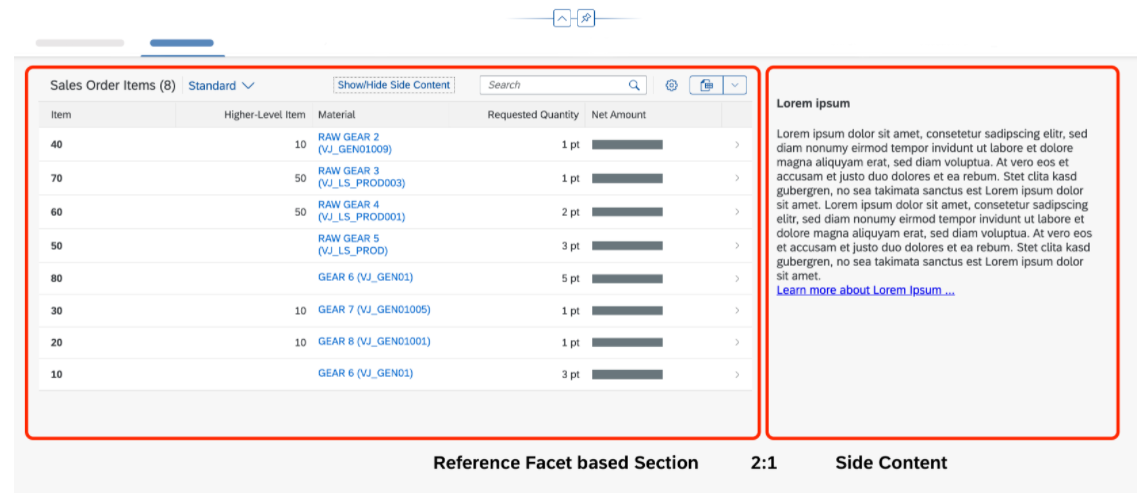 Sales Order Items (8) Standard Show/Hide Side Content Search
Item Higher-Level Item Material Requested Quantity Net Amount
40 10 RAW GEAR 2 1 pt
(VJ_GEN01009)
70 50 RAW GEAR 3 1 pt
(VJ_LS_PROD003)
60 50 RAW GEAR 4 2 pt
(VJ_LS_PROD001)
50 RAW GEAR 5 3 pt
(VJ_LS_PROD)
80 GEAR 6 (VJ_GEN01) 5 pt
30 10 GEAR 7 (VJ_GEN01005) 1 pt
20 10 GEAR 8 (VJ_GEN01001) 1 pt
10 GEAR 6 (VJ_GEN01) 3 pt
Lorem ipsum
Lorem ipsum dolor sit amet, consetetur sadipscing elitr, sed
diam nonumy eirmod tempor invidunt ut labore et dolore
magna aliquyam erat, sed diam voluptua. At vero eos et
accusam et justo duo dolores et ea rebum. Stet clita kasd
gubergren, no sea takimata sanctus est Lorem ipsum dolor
sit amet. Lorem ipsum dolor sit amet, consetetur sadipscing
elitr, sed diam nonumy eirmod tempor invidunt ut labore et
dolore magna aliquyam erat, sed diam voluptua. At vero eos
et accusam et justo duo dolores et ea rebum. Stet clita kasd
gubergren, no sea takimata sanctus est Lorem ipsum dolor
sit amet.
Learn more about Lorem Ipsum ...
Reference Facet based Section 2:1 Side Content